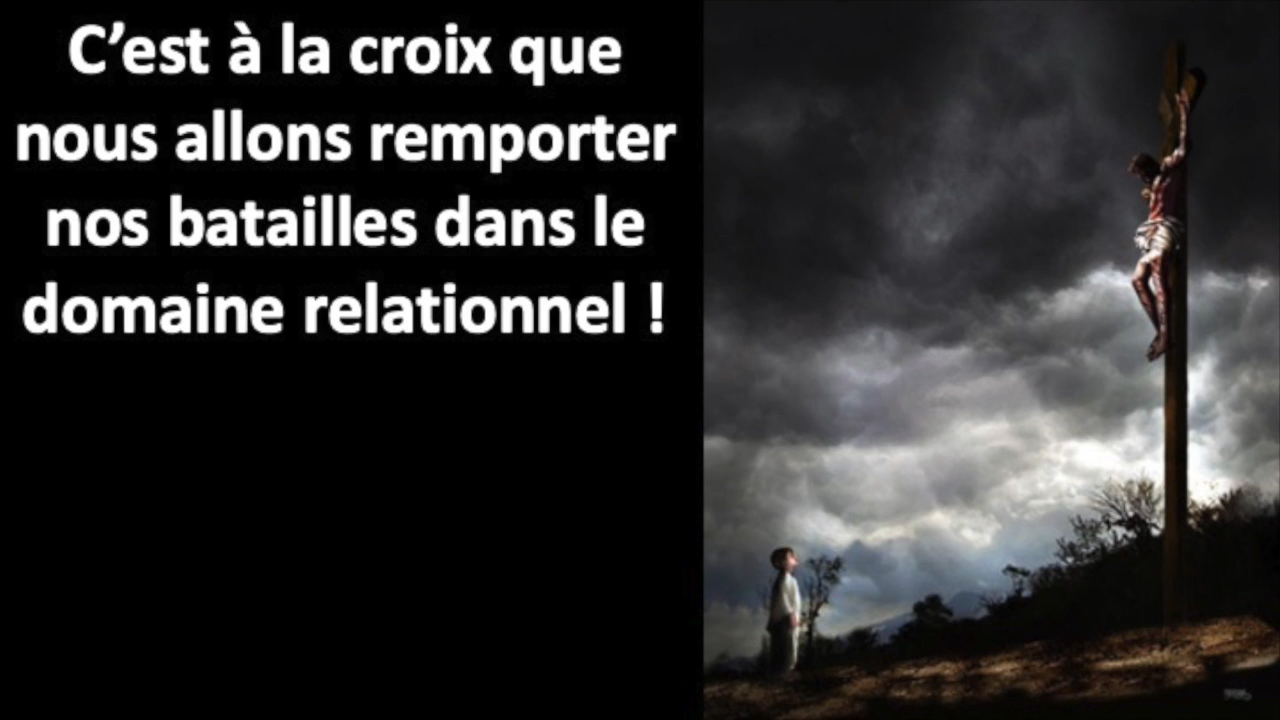 C’est à la croix que
nous allons remporter
nos batailles dans le
domaine relationnel !